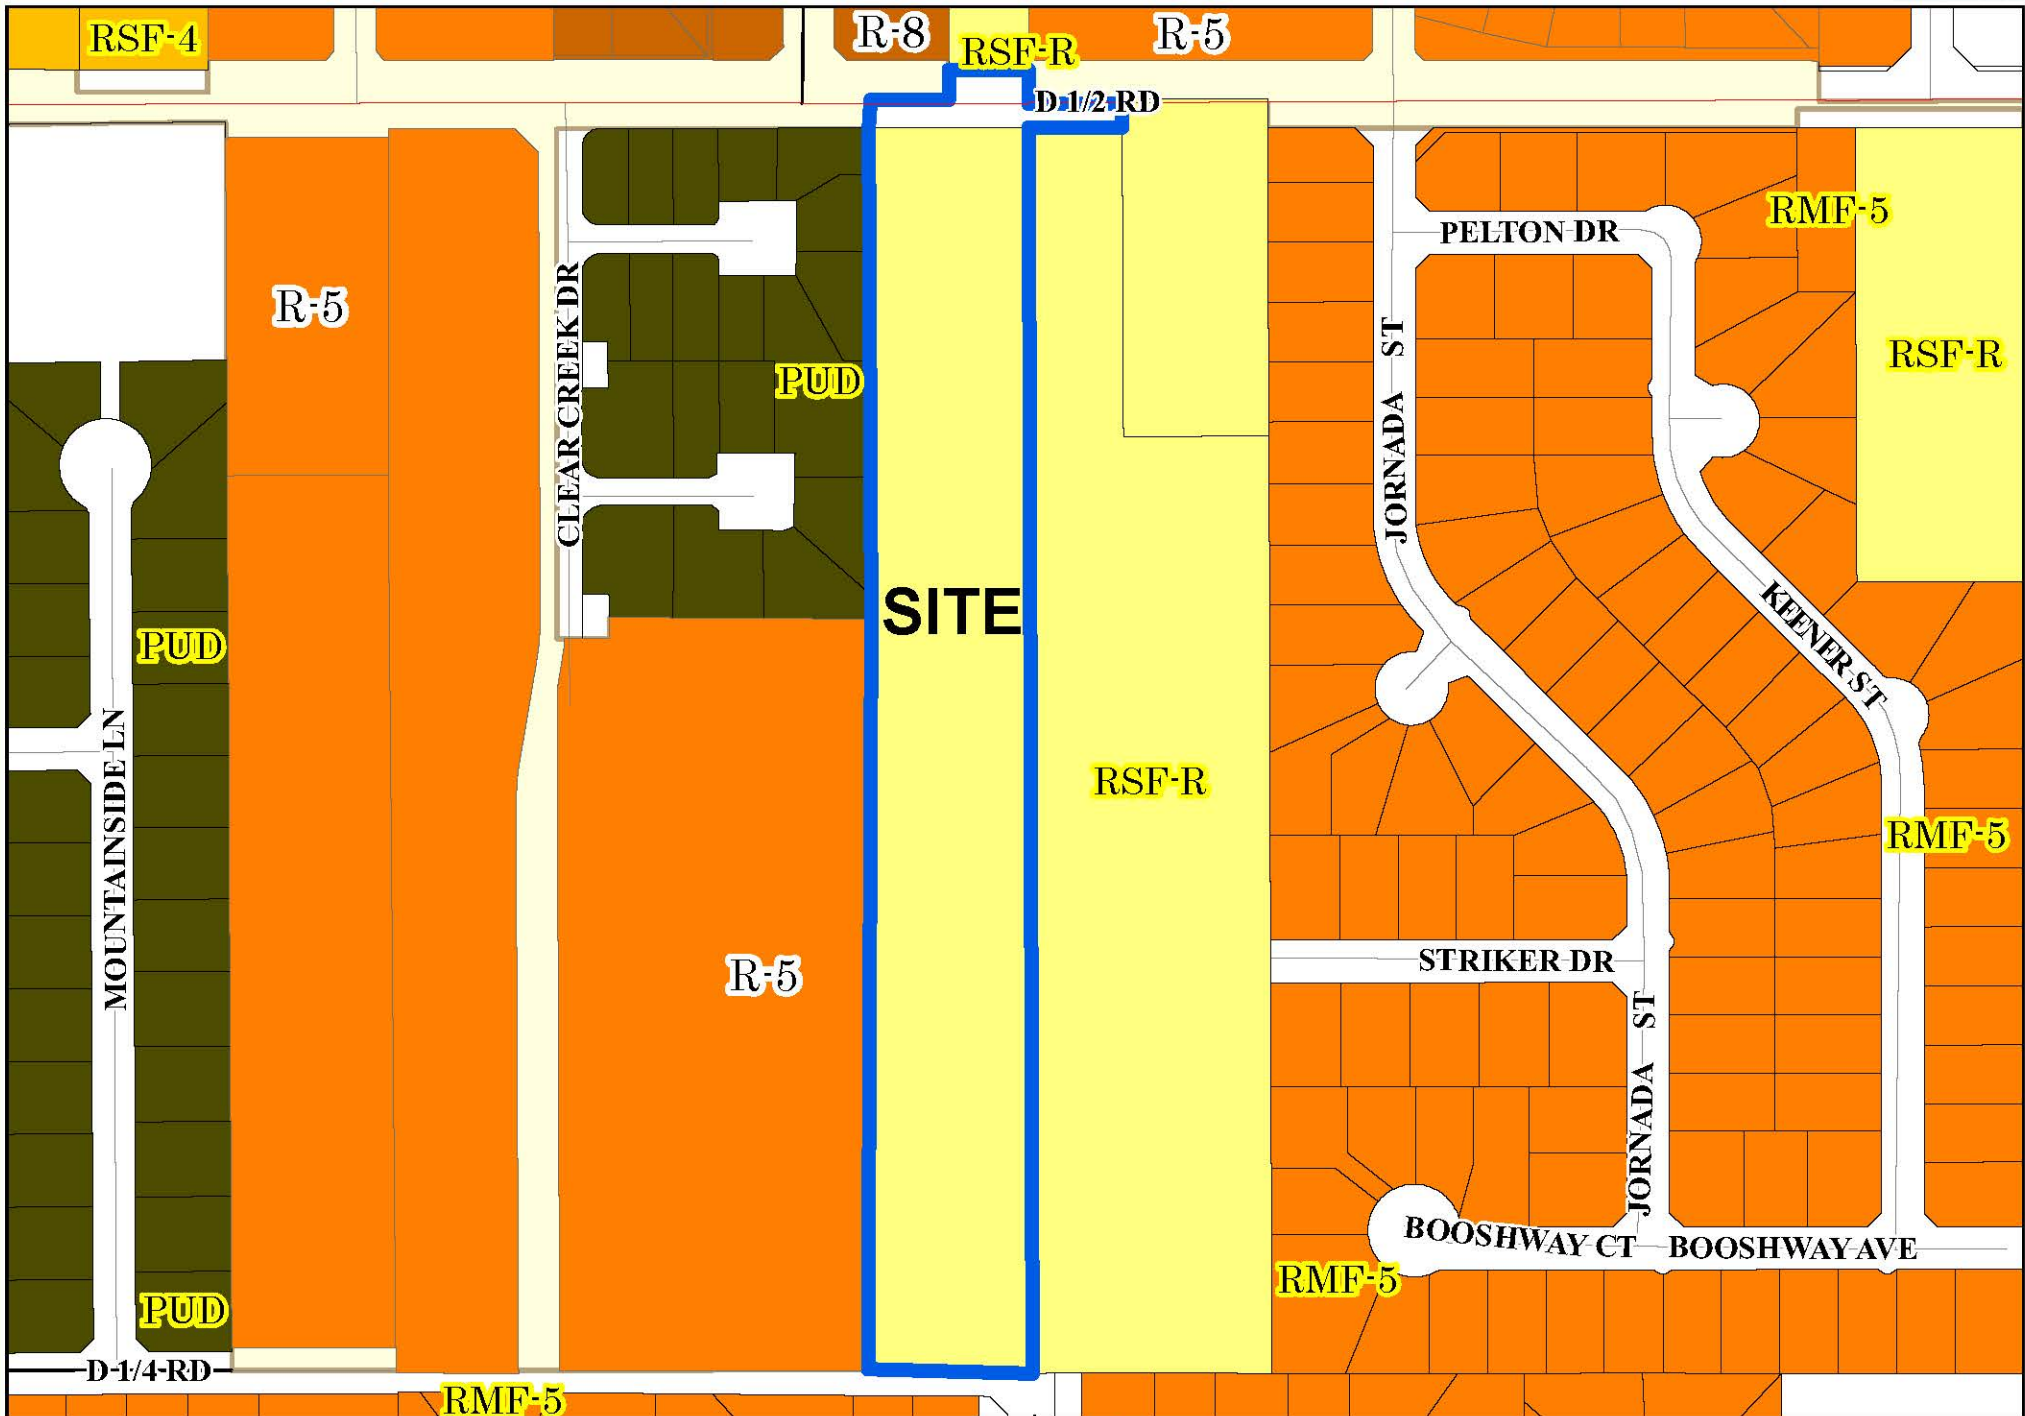 RSF-4
R-8
RSF-R
R-5
D 1/2 RD
PELTON DR
RMF-5
R-5
CLEAR CREEK DR
PUD
JORNADA ST
RSF-R
SITE
KEENER ST
PUD
MOUNTAINSIDE LN
RSF-R
RMF-5
R-5
STRIKER DR
JORNADA ST
BOOSHWAY CT
BOOSHWAY AVE
RMF-5
PUD
D 1/4 RD
RMF-5